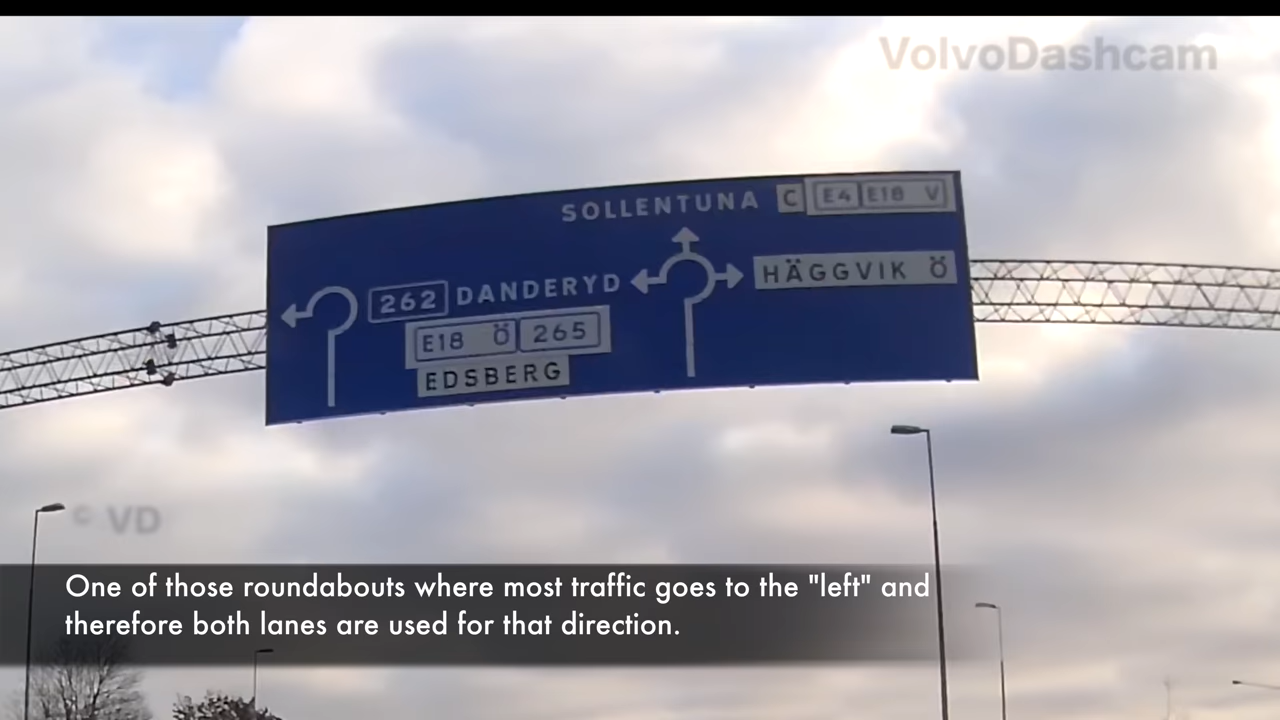 VolvoDashcam
SOLLENTUNA C E4 E18 V
262 DANDERYD
HÄGGVIK Ö
E18 Ö 265
EDSBERG
© VD
One of those roundabouts where most traffic goes to the "left" and
therefore both lanes are used for that direction.